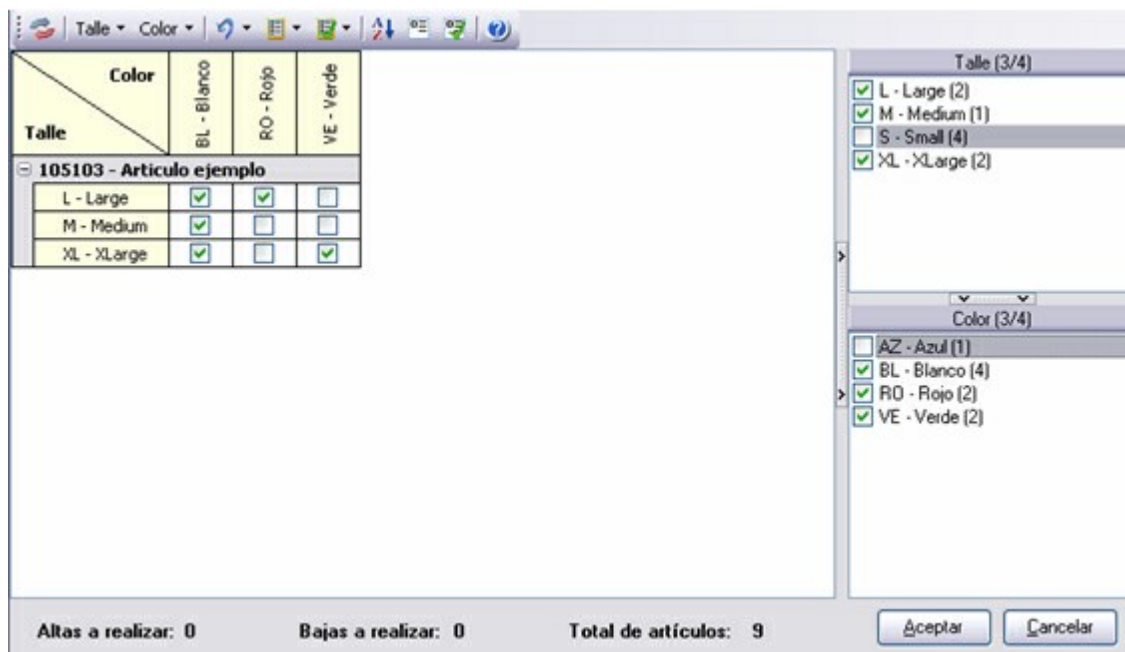 Talle Color
Color
Talle
BL - Blanco
RO - Rojo
VE - Verde
105103 - Articulo ejemplo
L - Large
M - Medium
XL - XLarge
Talle (3/4)
L - Large (2)
M - Medium (1)
S - Small (4)
XL - XLarge (2)
Color (3/4)
AZ - Azul (1)
BL - Blanco (4)
RO - Rojo (2)
VE - Verde (2)
Altas a realizar: 0 Bajas a realizar: 0 Total de artículos: 9 Aceptar Cancelar